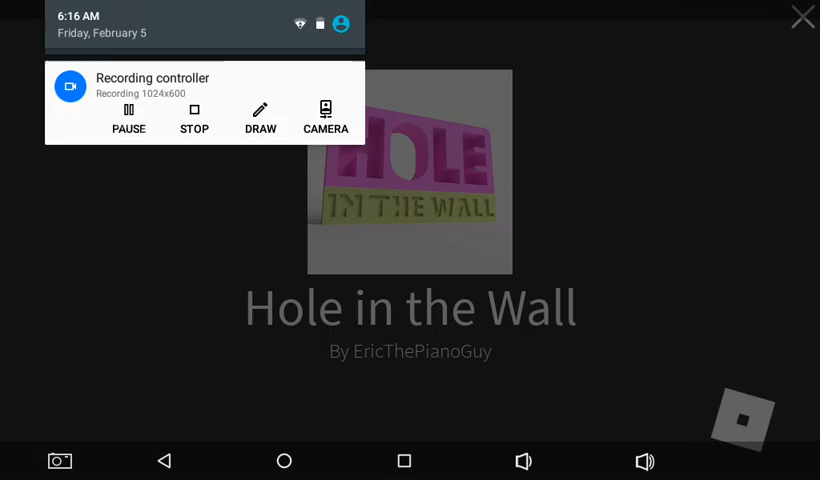 6:16 AM
Friday, February 5
Recording controller
Recording 1024x600
PAUSE STOP DRAW CAMERA
HOLE
IN THE WALL
Hole in the Wall
By EricThePianoGuy